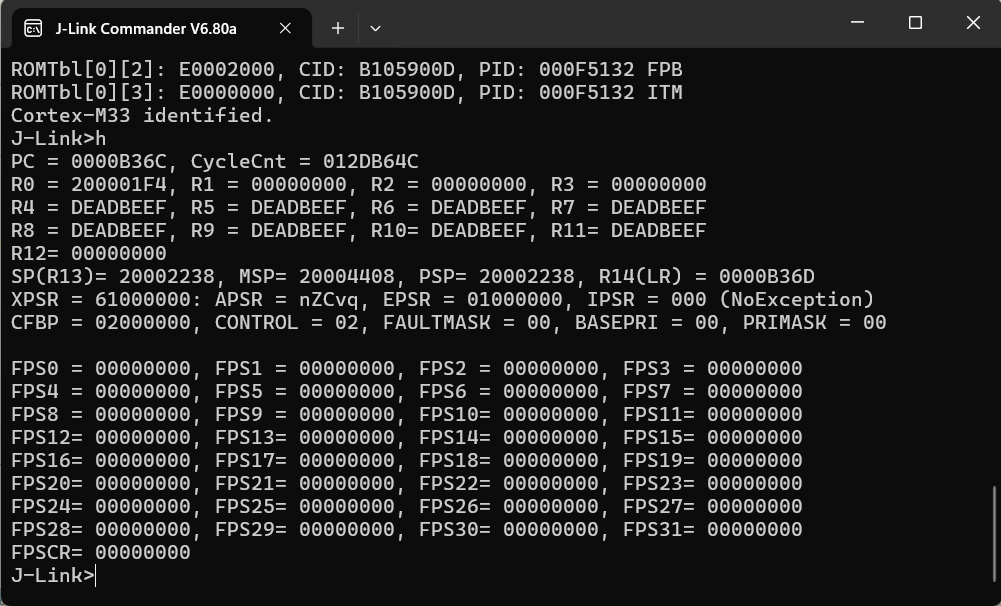 J-Link Commander V6.80a
ROMTbl[0][2]: E0002000, CID: B105900D, PID: 000F5132 FPB
ROMTbl[0][3]: E0000000, CID: B105900D, PID: 000F5132 ITM
Cortex-M33 identified.
J-Link>h
PC = 0000B36C, CycleCnt = 012DB64C
R0 = 200001F4, R1 = 00000000, R2 = 00000000, R3 = 00000000
R4 = DEADBEEF, R5 = DEADBEEF, R6 = DEADBEEF, R7 = DEADBEEF
R8 = DEADBEEF, R9 = DEADBEEF, R10= DEADBEEF, R11= DEADBEEF
R12= 00000000
SP(R13)= 20002238, MSP= 20004408, PSP= 20002238, R14(LR) = 0000B36D
XPSR = 61000000: APSR = nZCvq, EPSR = 01000000, IPSR = 000 (NoException)
CFBP = 02000000, CONTROL = 02, FAULTMASK = 00, BASEPRI = 00, PRIMASK = 00
FPS0 = 00000000, FPS1 = 00000000, FPS2 = 00000000, FPS3 = 00000000
FPS4 = 00000000, FPS5 = 00000000, FPS6 = 00000000, FPS7 = 00000000
FPS8 = 00000000, FPS9 = 00000000, FPS10= 00000000, FPS11= 00000000
FPS12= 00000000, FPS13= 00000000, FPS14= 00000000, FPS15= 00000000
FPS16= 00000000, FPS17= 00000000, FPS18= 00000000, FPS19= 00000000
FPS20= 00000000, FPS21= 00000000, FPS22= 00000000, FPS23= 00000000
FPS24= 00000000, FPS25= 00000000, FPS26= 00000000, FPS27= 00000000
FPS28= 00000000, FPS29= 00000000, FPS30= 00000000, FPS31= 00000000
FPSCR= 00000000
J-Link>